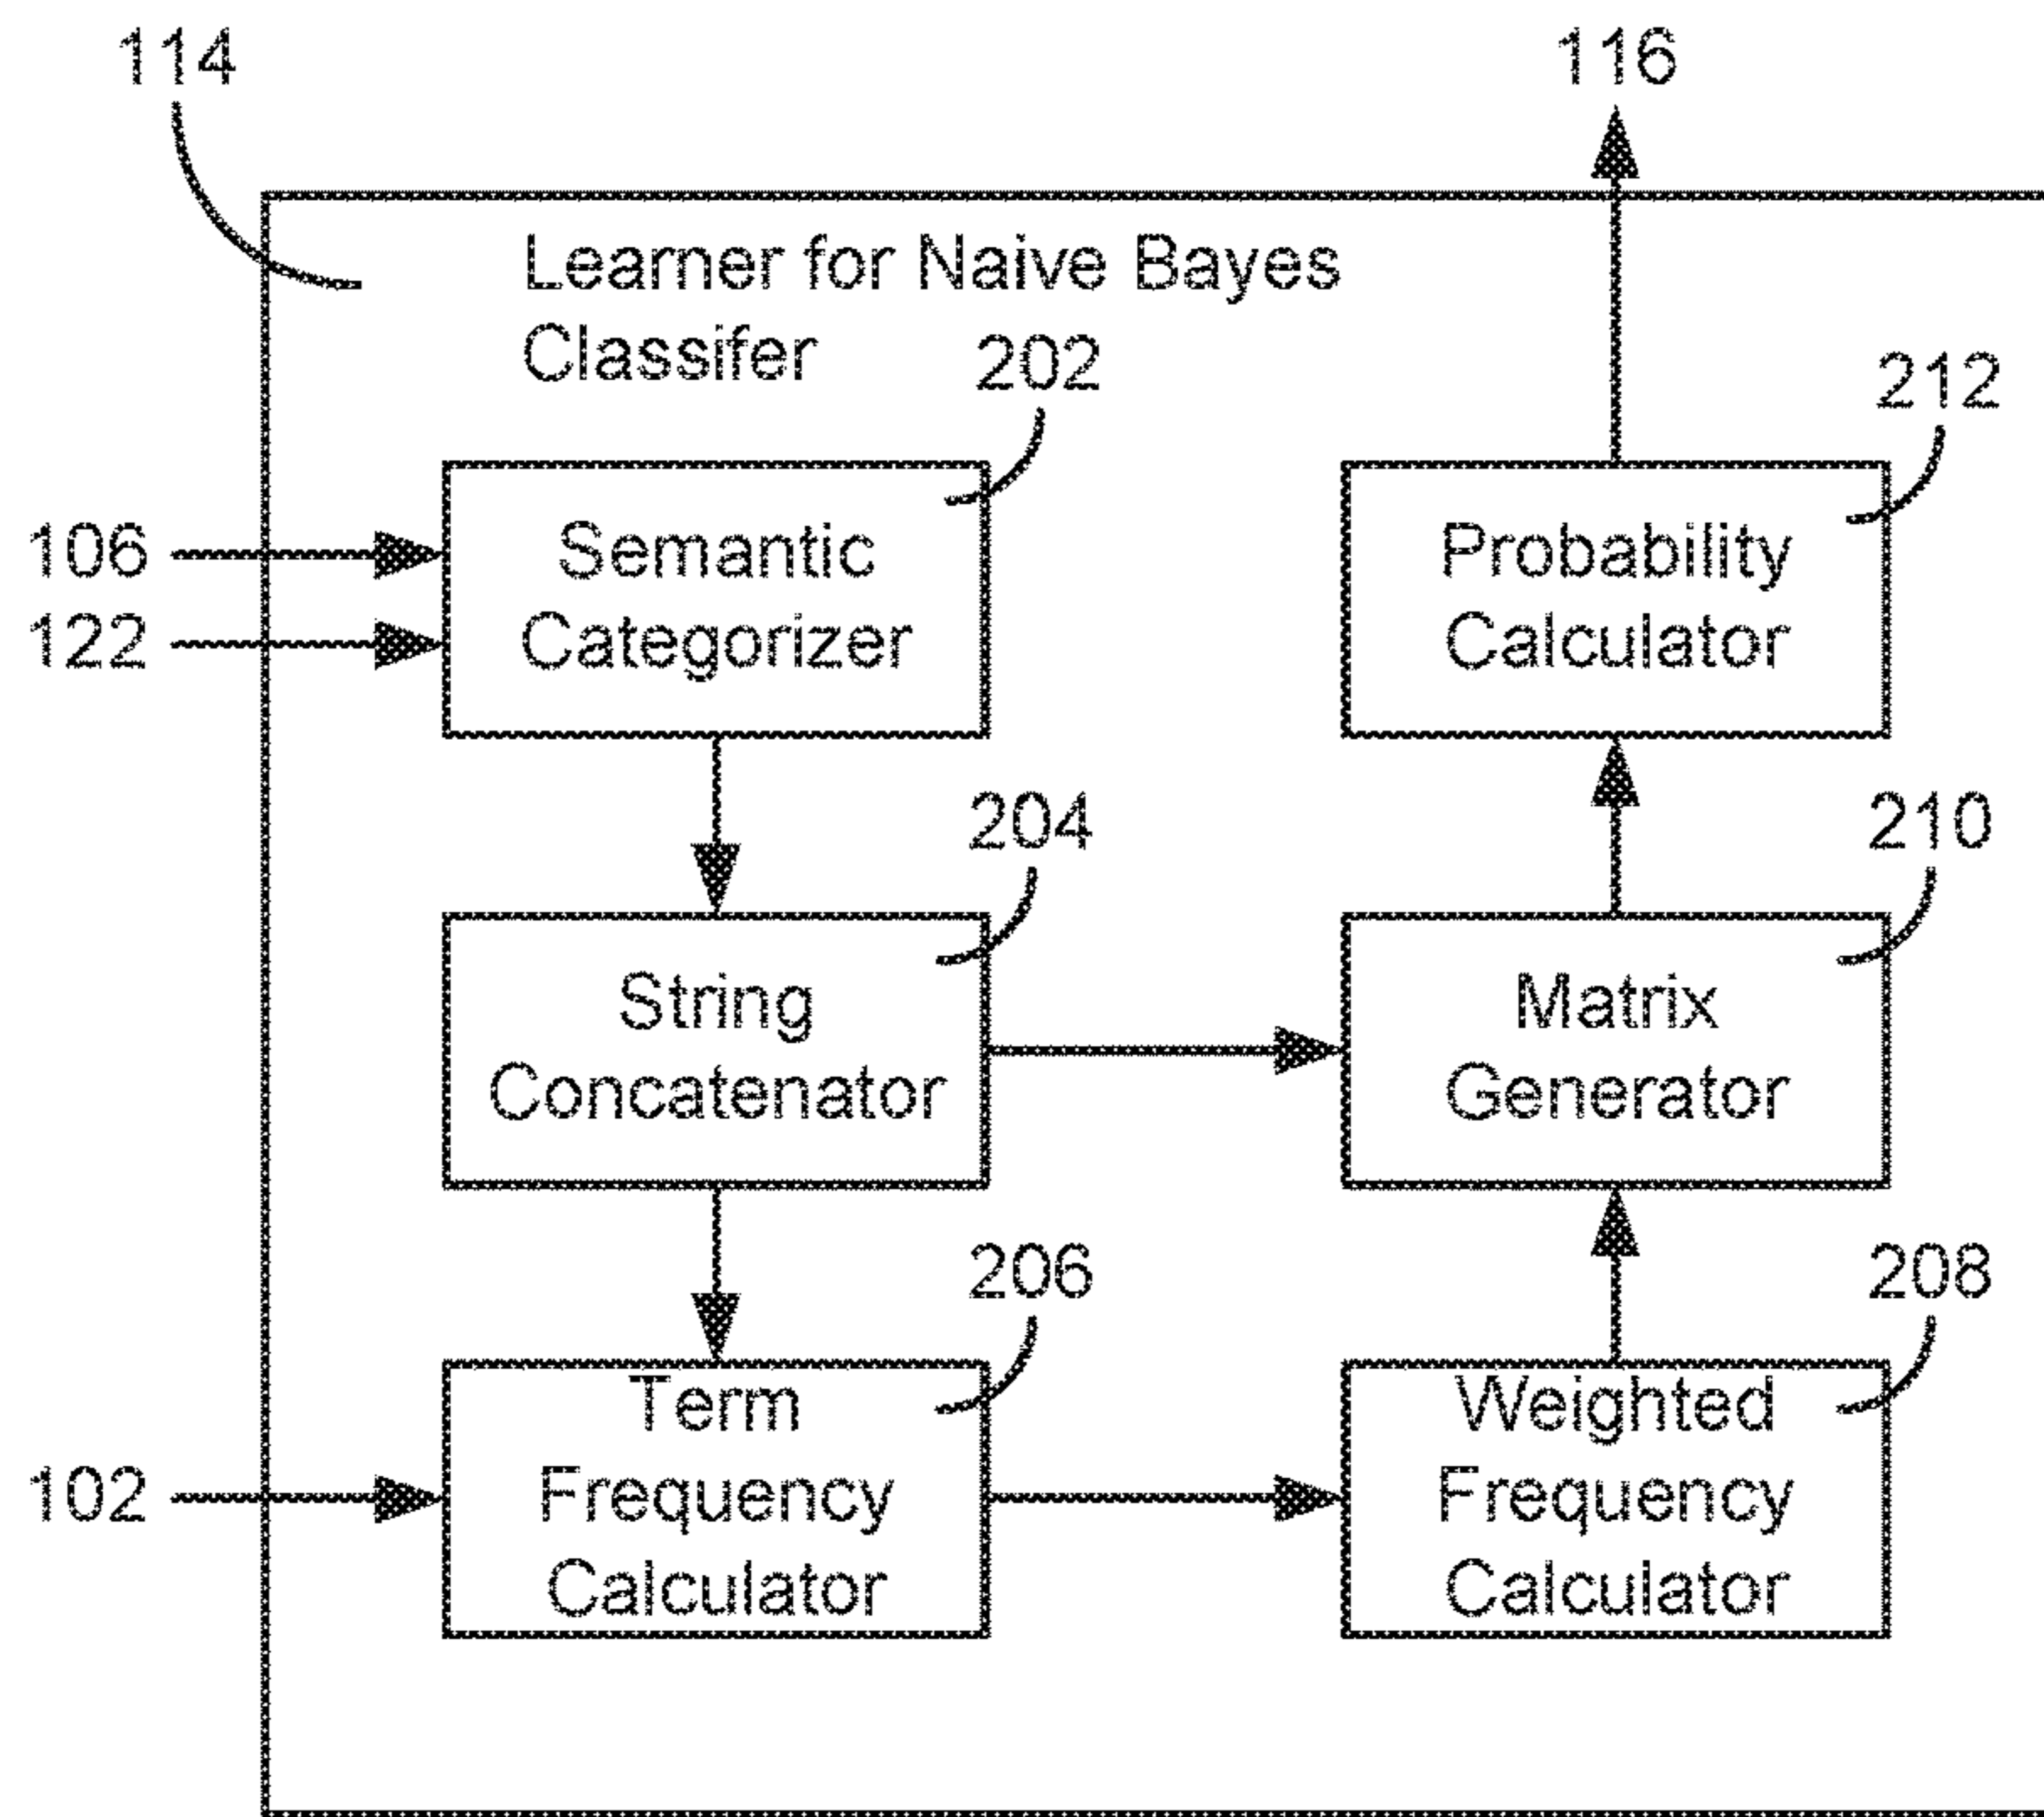 114
116
Learner for Naive Bayes
Classifer
202
212
106
122
Semantic
Categorizer
Probability
Calculator
204
210
String
Concatenator
Matrix
Generator
206
208
102
Term
Frequency
Calculator
Weighted
Frequency
Calculator